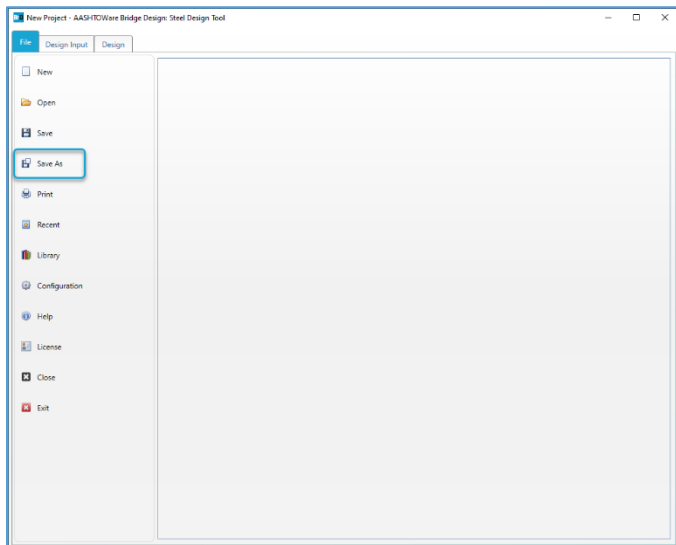 New Project - AASHTOWare Bridge Design: Steel Design Tool
File Design Input Design
New
Open
Save
Save As
Print
Recent
Library
Configuration
Help
License
Close
Exit